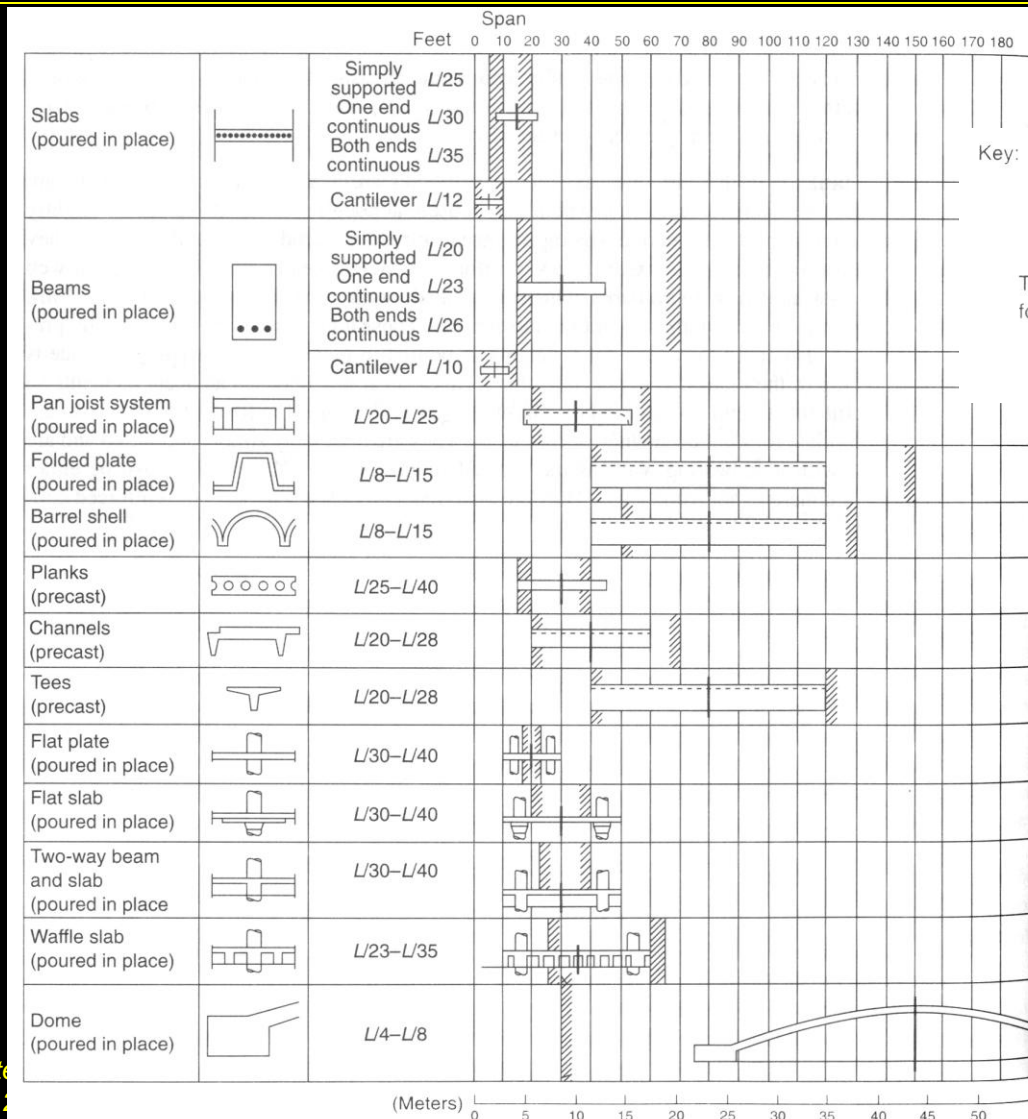 Span
Feet 0 10 20 30 40 50 60 70 80 90 100 110 120 130 140 150 160 170 180
Slabs
(poured in place)
Simply
supported L/25
One end
continuous L/30
Both ends
continuous L/35
Cantilever L/12
Key:
Beams
(poured in place)
Simply
supported L/20
One end
continuous L/23
Both ends
continuous L/26
Cantilever L/10
Pan joist system
(poured in place)
L/20–L/25
Folded plate
(poured in place)
L/8–L/15
Barrel shell
(poured in place)
L/8–L/15
Planks
(precast)
L/25–L/40
Channels
(precast)
L/20–L/28
Tees
(precast)
L/20–L/28
Flat plate
(poured in place)
L/30–L/40
Flat slab
(poured in place)
L/30–L/40
Two-way beam
and slab
(poured in place
L/30–L/40
Waffle slab
(poured in place)
L/23–L/35
Dome
(poured in place)
L/4–L/8
(Meters) 0 5 10 15 20 25 30 35 40 45 50